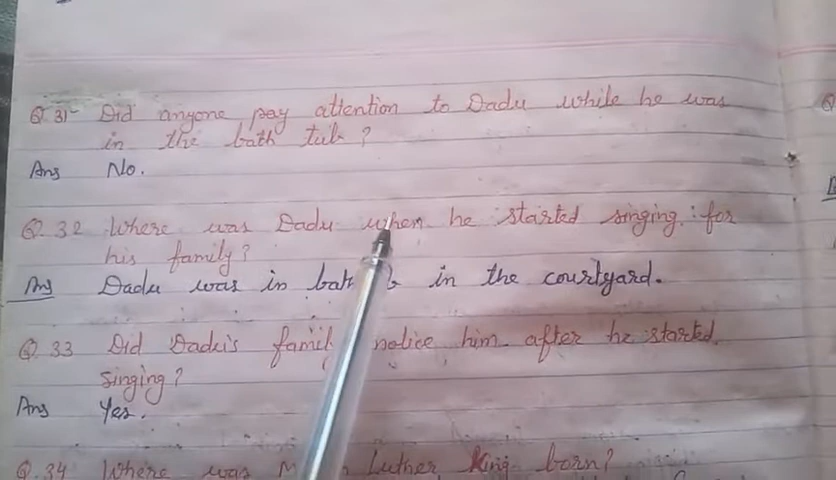 Q.31- Did anyone pay attention to Dadu while he was
in the bath tub?
Ans No.
Q.32 Where was Dadu when he started singing for
his family?
Ans Dadu was in bath in the courtyard.
Q.33 Did Dadu's family notice him after he started
singing?
Ans Yes.
Q.34 Where was Luther King born?